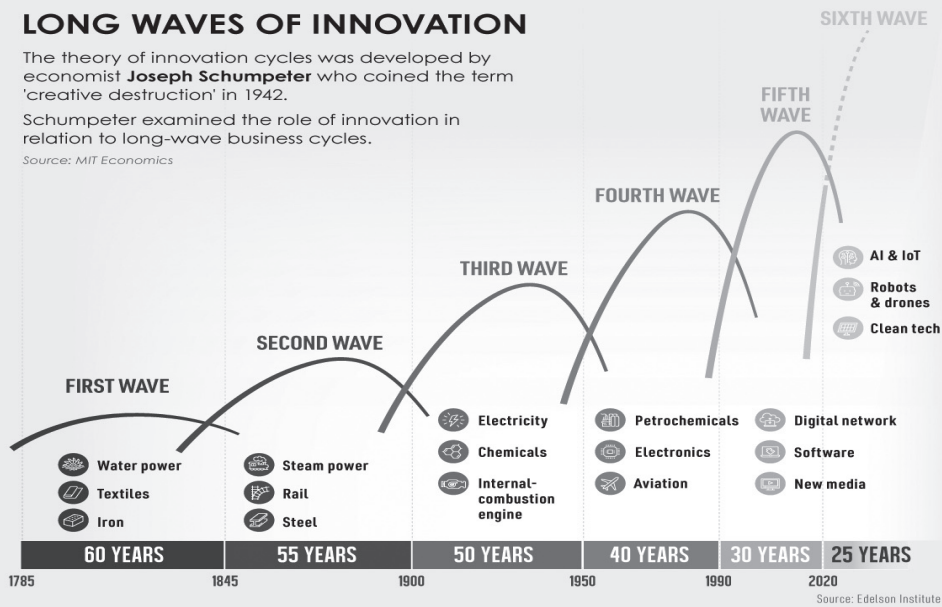 LONG WAVES OF INNOVATION
The theory of innovation cycles was developed by
economist Joseph Schumpeter who coined the term
'creative destruction' in 1942.
Schumpeter examined the role of innovation in
relation to long-wave business cycles.
Source: MIT Economics
FIRST WAVE
Water power
Textiles
Iron
SECOND WAVE
Steam power
Rail
Steel
THIRD WAVE
Electricity
Chemicals
Internal-
combustion
engine
FOURTH WAVE
Petrochemicals
Electronics
Aviation
FIFTH
WAVE
Digital network
Software
New media
SIXTH WAVE
AI & IoT
Robots
& drones
Clean tech
60 YEARS
55 YEARS
50 YEARS
40 YEARS
30 YEARS
25 YEARS
1785
1845
1900
1950
1990
2020
Source: Edelson Institute